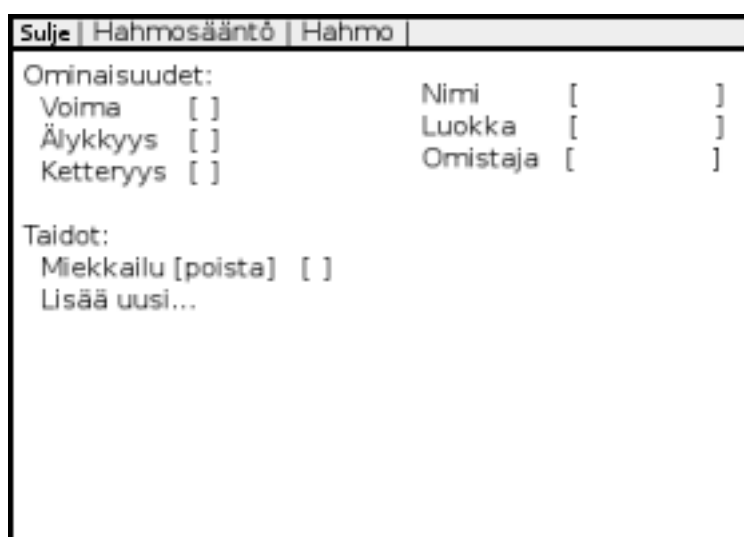 Sulje | Hahmosääntö | Hahmo |
Ominaisuudet:
Voima [ ]
Älykkyys [ ]
Ketteryys [ ]
Nimi [ ]
Luokka [ ]
Omistaja [ ]
Taidot:
Miekkailu [poista] [ ]
Lisää uusi...